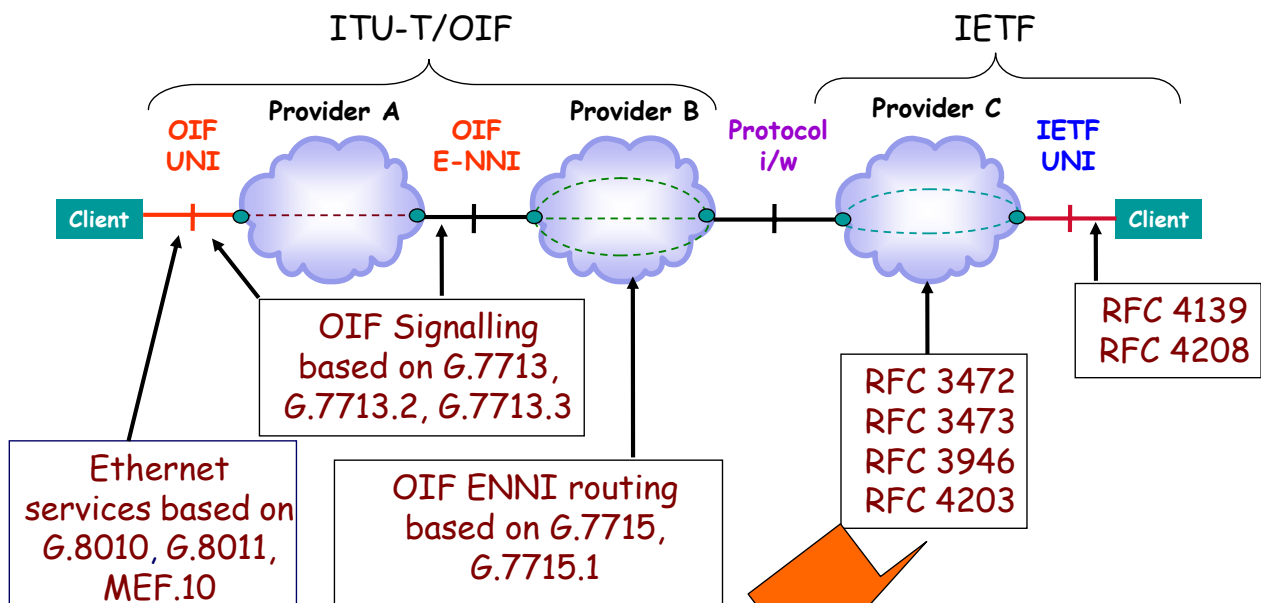 ITU-T/OIF
IETF
Provider A
Provider B
Provider C
OIF
UNI
OIF
E-NNI
Protocol
i/w
IETF
UNI
Client
Client
OIF Signalling
based on G.7713,
G.7713.2, G.7713.3
RFC 4139
RFC 4208
RFC 3472
RFC 3473
RFC 3946
RFC 4203
Ethernet
services based on
G.8010, G.8011,
MEF.10
OIF ENNI routing
based on G.7715,
G.7715.1